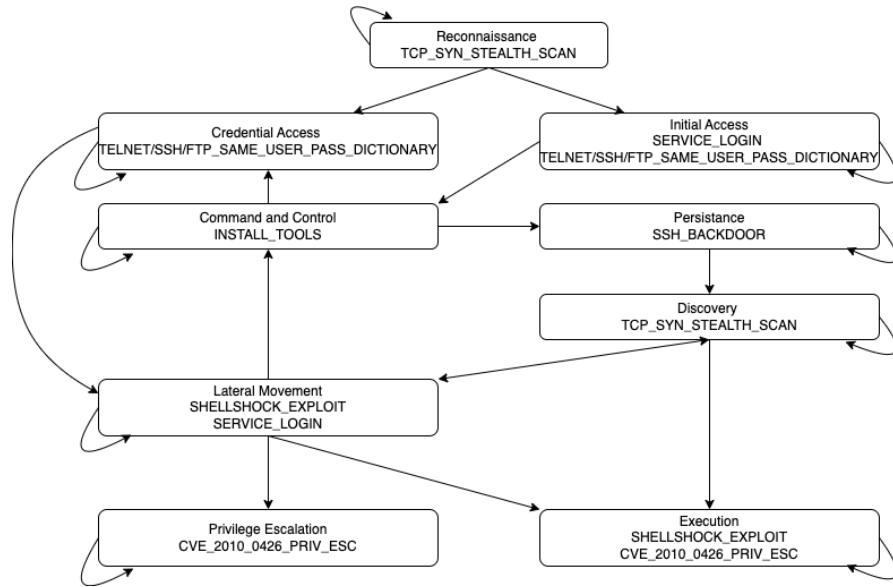 Reconnaissance
TCP_SYN_STEALTH_SCAN
Credential Access
TELNET/SSH/FTP_SAME_USER_PASS_DICTIONARY
Initial Access
SERVICE_LOGIN
TELNET/SSH/FTP_SAME_USER_PASS_DICTIONARY
Command and Control
INSTALL_TOOLS
Persistance
SSH_BACKDOOR
Discovery
TCP_SYN_STEALTH_SCAN
Lateral Movement
SHELLSHOCK_EXPLOIT
SERVICE_LOGIN
Privilege Escalation
CVE_2010_0426_PRIV_ESC
Execution
SHELLSHOCK_EXPLOIT
CVE_2010_0426_PRIV_ESC